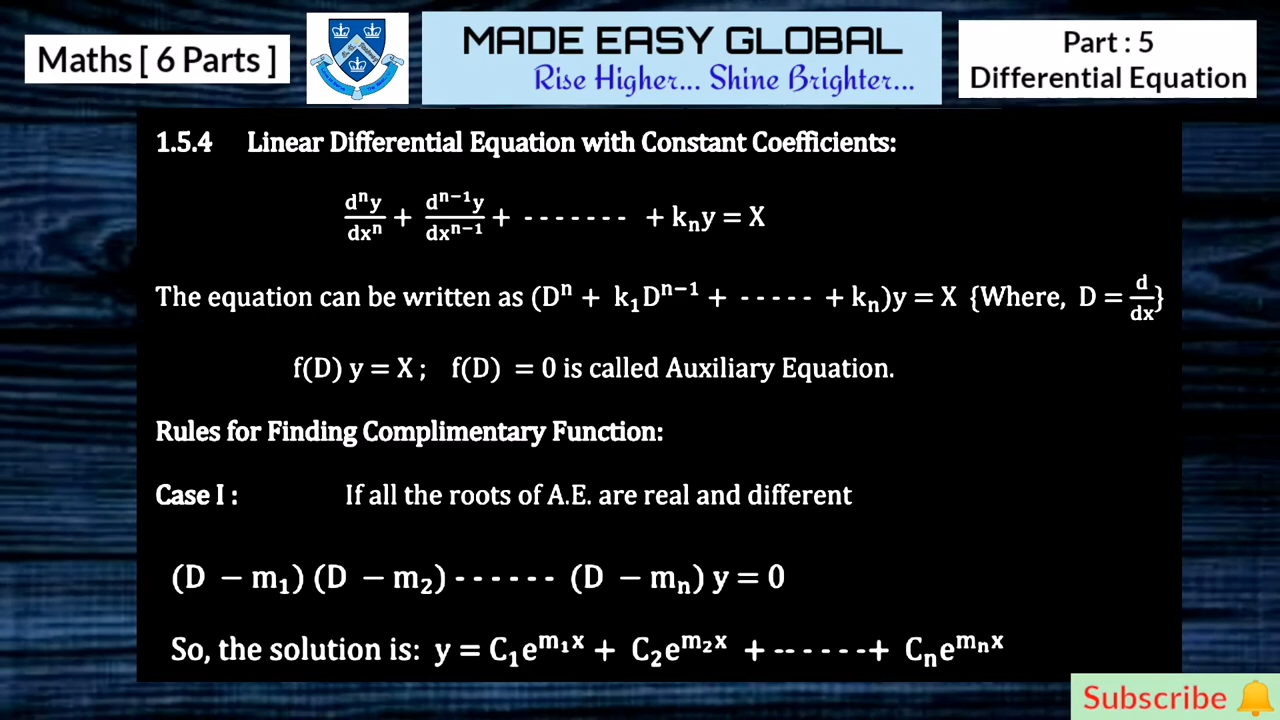 Maths [ 6 Parts ]
MADE EASY GLOBAL
Rise Higher... Shine Brighter...
Part : 5
Differential Equation
1.5.4 Linear Differential Equation with Constant Coefficients:
dⁿy/dxⁿ + dⁿ⁻¹y/dxⁿ⁻¹ + ------- + kₙy = X
The equation can be written as (Dⁿ + k₁Dⁿ⁻¹ + ----- + kₙ)y = X {Where, D = d/dx}
f(D) y = X ; f(D) = 0 is called Auxiliary Equation.
Rules for Finding Complimentary Function:
Case I : If all the roots of A.E. are real and different
(D − m₁) (D − m₂) ------ (D − mₙ) y = 0
So, the solution is: y = C₁e^{m₁x} + C₂e^{m₂x} + ------ + Cₙe^{mₙx}
Subscribe